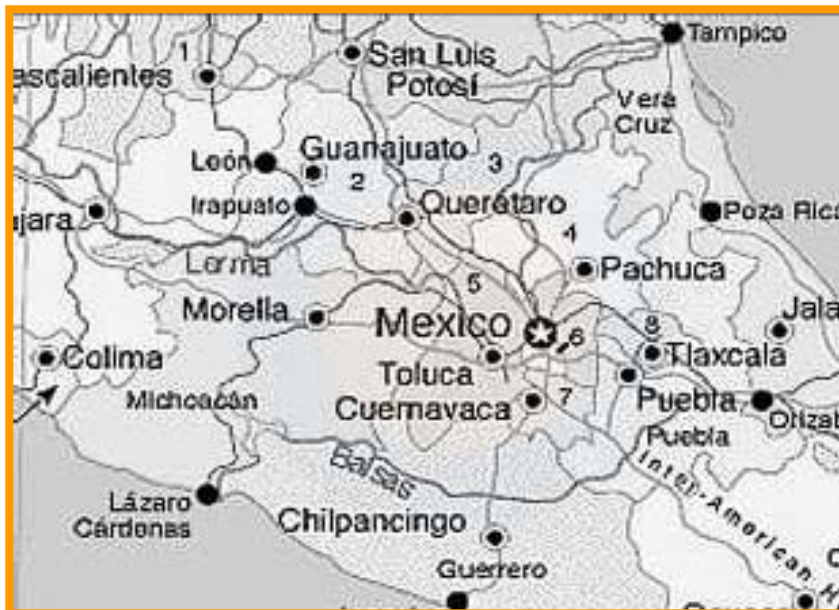 Tampico
1
San Luis
Potosí
ascalientes
Vera
Cruz
León
Guanajuato
3
2
Irapuato
Querétaro
Poza Rica
ajara
4
Lerma
Pachuca
5
Morelia
Mexico
Jala
6
8
Colima
Toluca
Tlaxcala
Michoacán
Cuernavaca
7
Puebla
Orizab
Puebla
Balsas
Inter-American H
Lázaro
Cárdenas
Chilpancingo
Guerrero